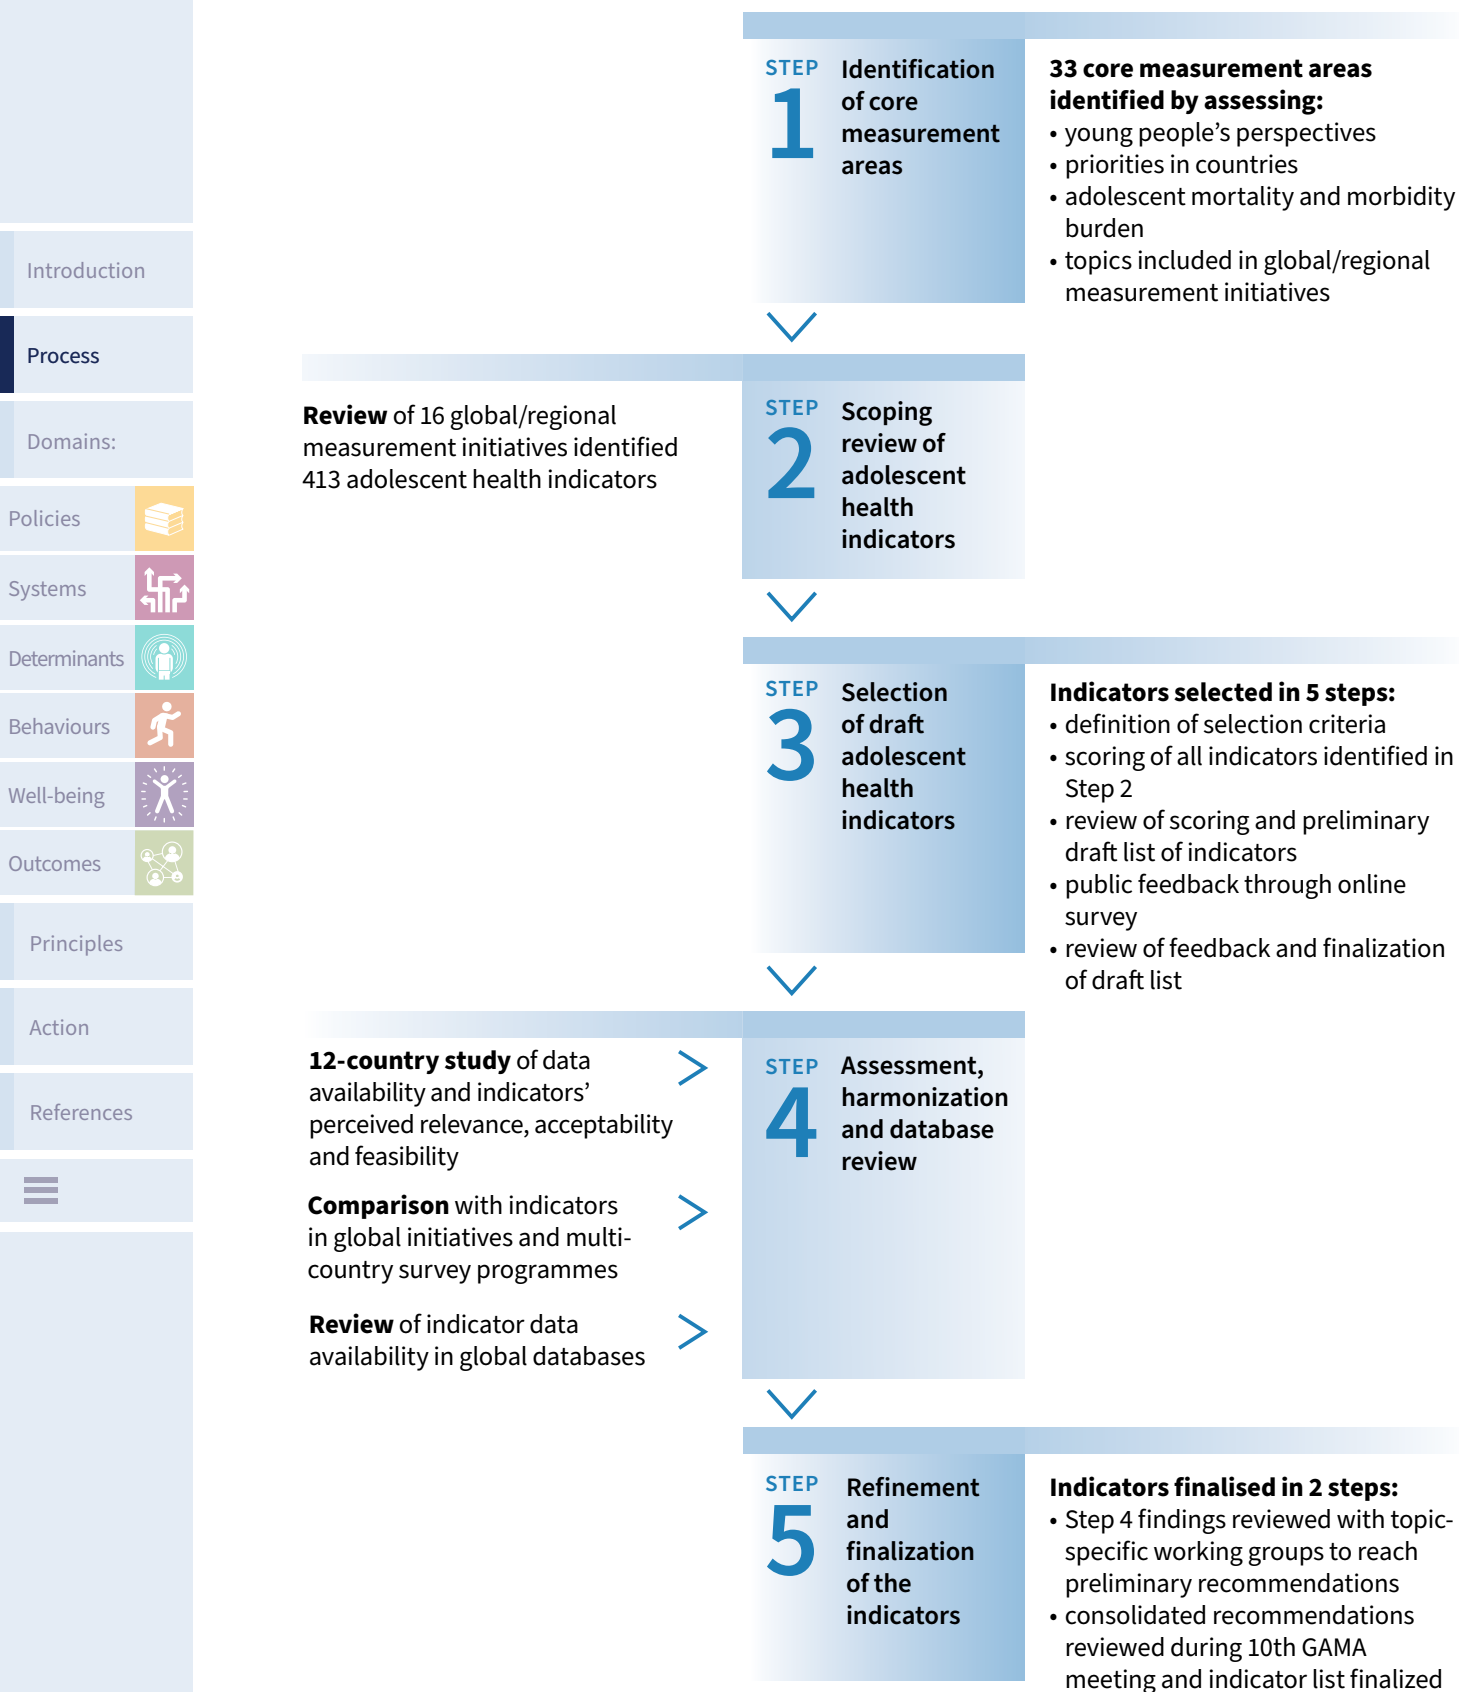 Introduction
Process
Domains:
Policies
Systems
Determinants
Behaviours
Well-being
Outcomes
Principles
Action
References
STEP
1
Identification
of core
measurement
areas
33 core measurement areas
identified by assessing:
• young people’s perspectives
• priorities in countries
• adolescent mortality and morbidity
burden
• topics included in global/regional
measurement initiatives
Review of 16 global/regional
measurement initiatives identified
413 adolescent health indicators
STEP
2
Scoping
review of
adolescent
health
indicators
STEP
3
Selection
of draft
adolescent
health
indicators
Indicators selected in 5 steps:
• definition of selection criteria
• scoring of all indicators identified in
Step 2
• review of scoring and preliminary
draft list of indicators
• public feedback through online
survey
• review of feedback and finalization
of draft list
12-country study of data
availability and indicators’
perceived relevance, acceptability
and feasibility
Comparison with indicators
in global initiatives and multi-
country survey programmes
Review of indicator data
availability in global databases
STEP
4
Assessment,
harmonization
and database
review
STEP
5
Refinement
and
finalization
of the
indicators
Indicators finalised in 2 steps:
• Step 4 findings reviewed with topic-
specific working groups to reach
preliminary recommendations
• consolidated recommendations
reviewed during 10th GAMA
meeting and indicator list finalized